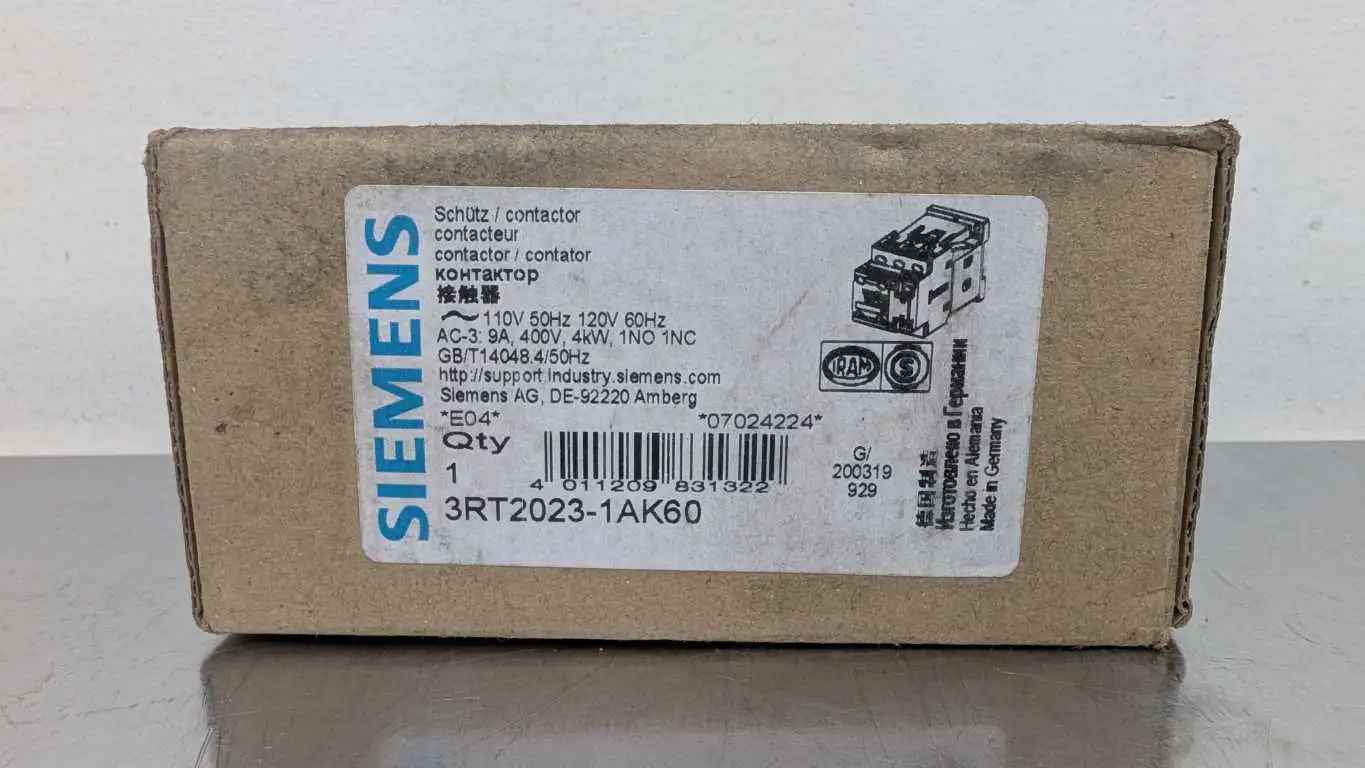 SIEMENS
Schütz / contactor
contacteur
contactor / contator
контактор
接触器
~ 110V 50Hz 120V 60Hz
AC-3: 9A, 400V, 4kW, 1NO 1NC
GB/T14048.4/50Hz
http://support.industry.siemens.com
Siemens AG, DE-92220 Amberg
*E04* *07024224*
Qty
1
4 011209 831322
3RT2023-1AK60
IRAM S
G/
200319
929
德国制造
Изготовлено в Германии
Hecho en Alemania
Made in Germany